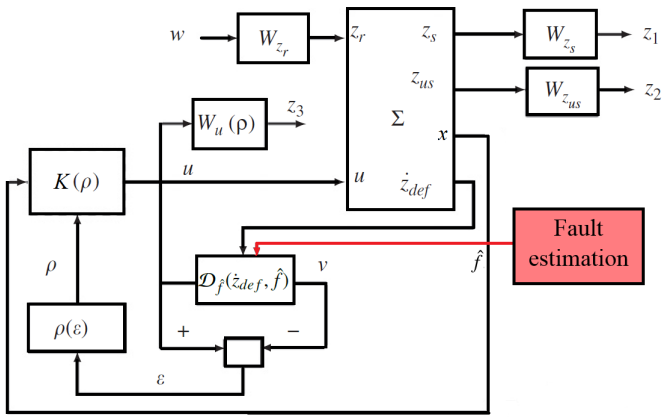 w
W_{z_r}
z_r
z_s
W_{z_s}
z_1
z_{us}
W_{z_{us}}
z_2
W_u(ρ)
z_3
Σ
x
K(ρ)
u
u
ż_{def}
Fault
estimation
f̂
ρ
𝒟_{f̂}(ż_{def}, f̂)
v
ρ(ε)
+
−
ε